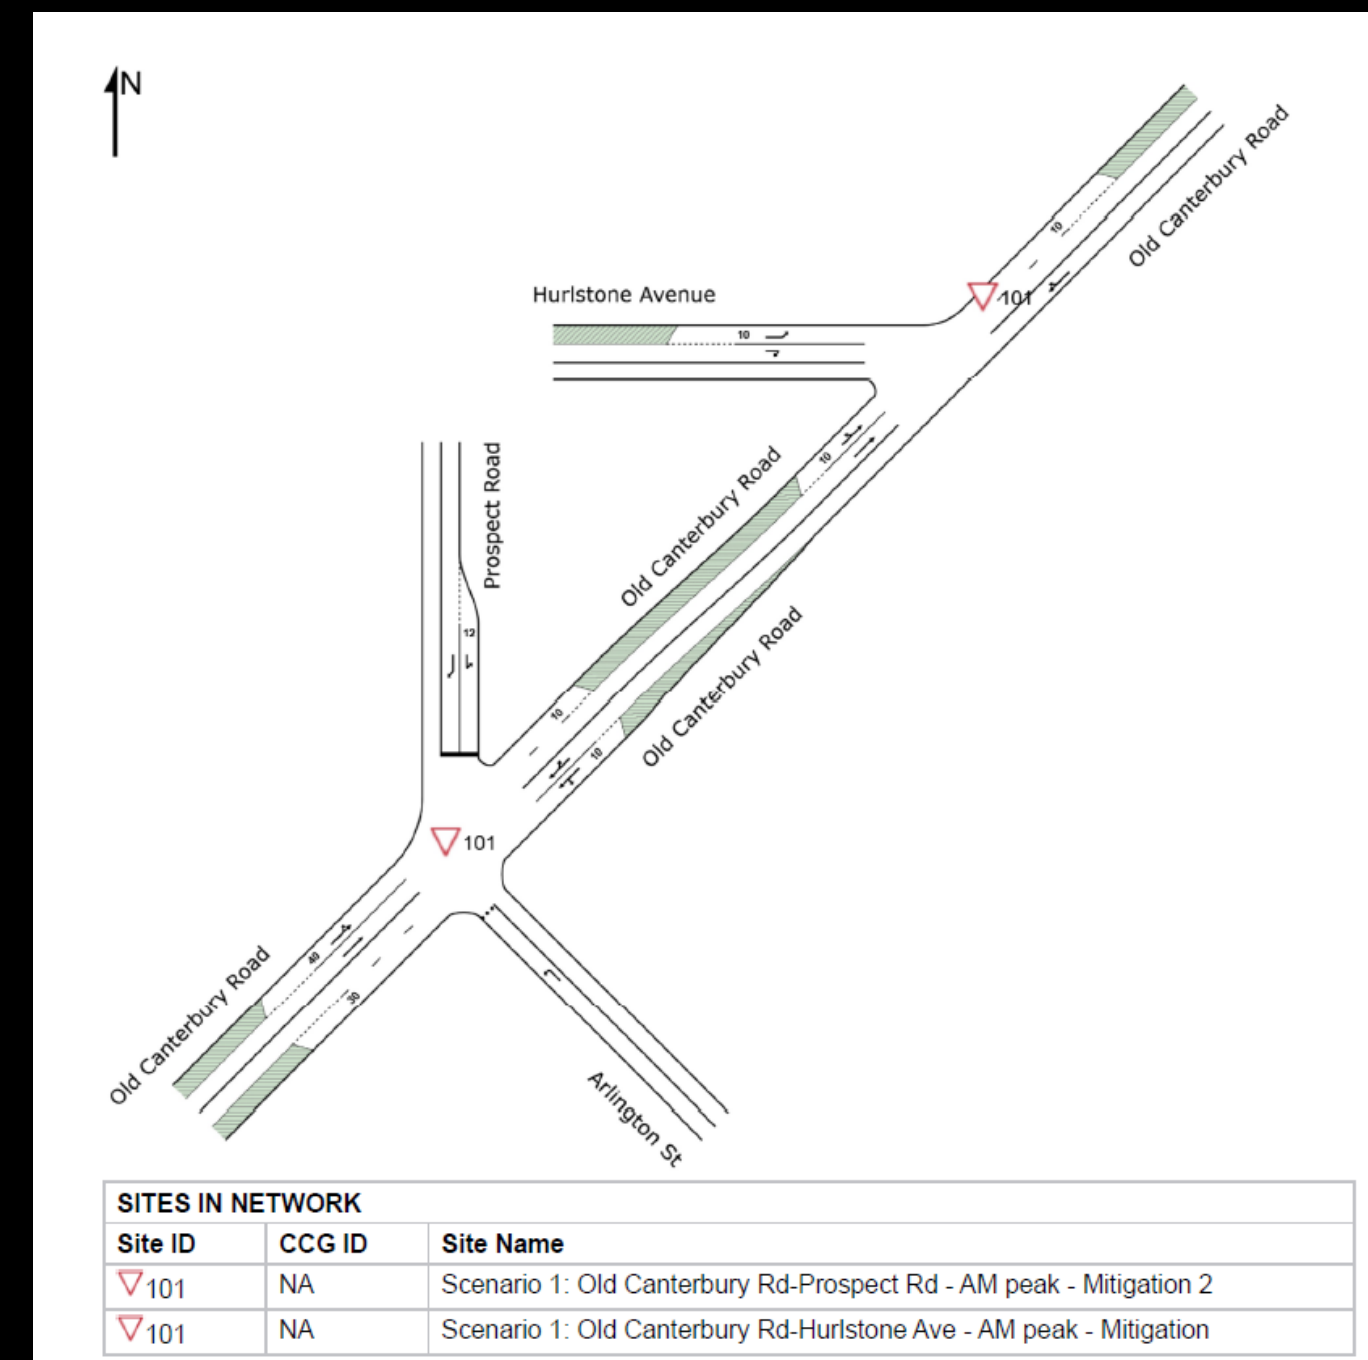 N
Old Canterbury Road
10
101
Hurlstone Avenue
10
Prospect Road
Old Canterbury Road
10
12
10
10
Old Canterbury Road
101
Old Canterbury Road
40
30
Arlington St
SITES IN NETWORK
Site ID CCG ID Site Name
101 NA Scenario 1: Old Canterbury Rd-Prospect Rd - AM peak - Mitigation 2
101 NA Scenario 1: Old Canterbury Rd-Hurlstone Ave - AM peak - Mitigation